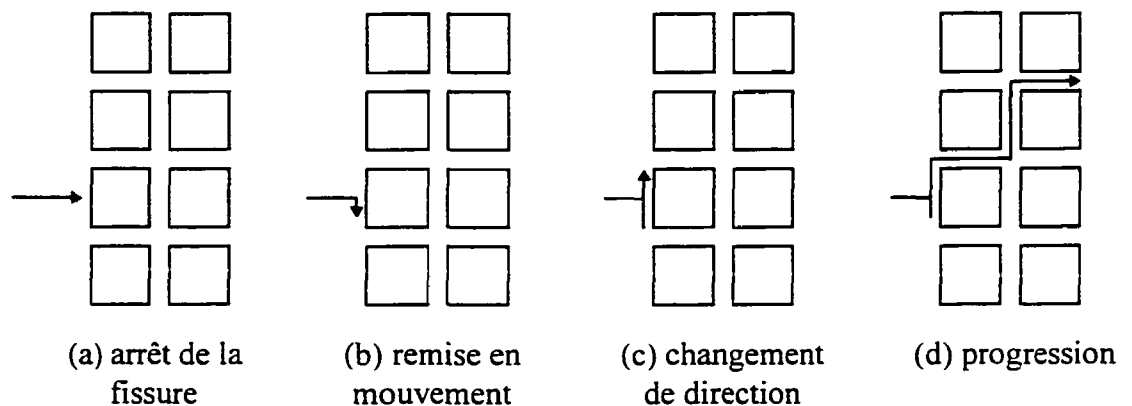 (a) arrêt de la
fissure
(b) remise en
mouvement
(c) changement
de direction
(d) progression